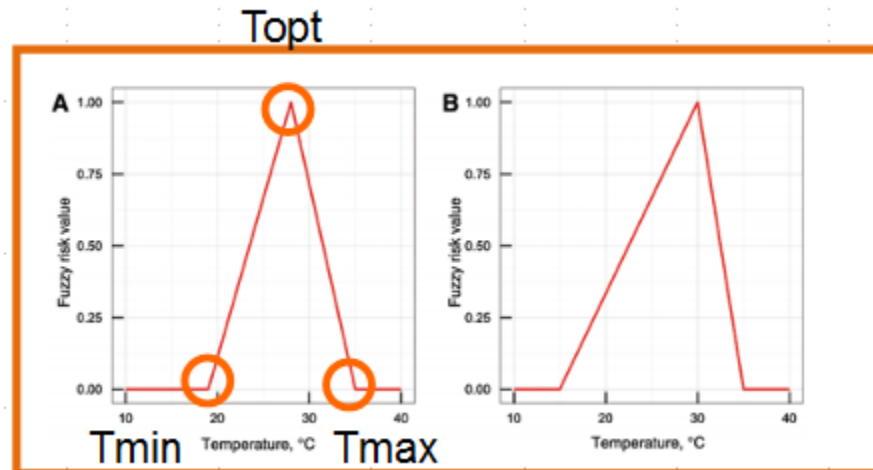 Topt
A
1.00
0.75
0.50
0.25
0.00
Fuzzy risk value
10 20 30 40
Temperature, °C
Tmin
Tmax
B
1.00
0.75
0.50
0.25
0.00
Fuzzy risk value
10 20 30 40
Temperature, °C